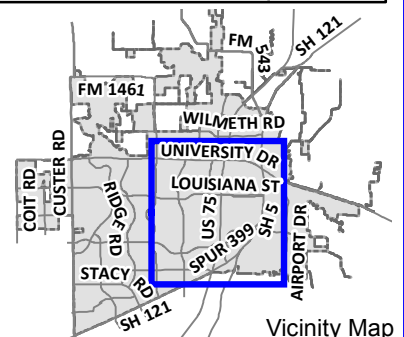 FM 543
SH 121
FM 1461
WILMETH RD
UNIVERSITY DR
LOUISIANA ST
COIT RD
CUSTER RD
RIDGE RD
US 75
SH 5
SPUR 399
AIRPORT DR
STACY RD
SH 121
Vicinity Map